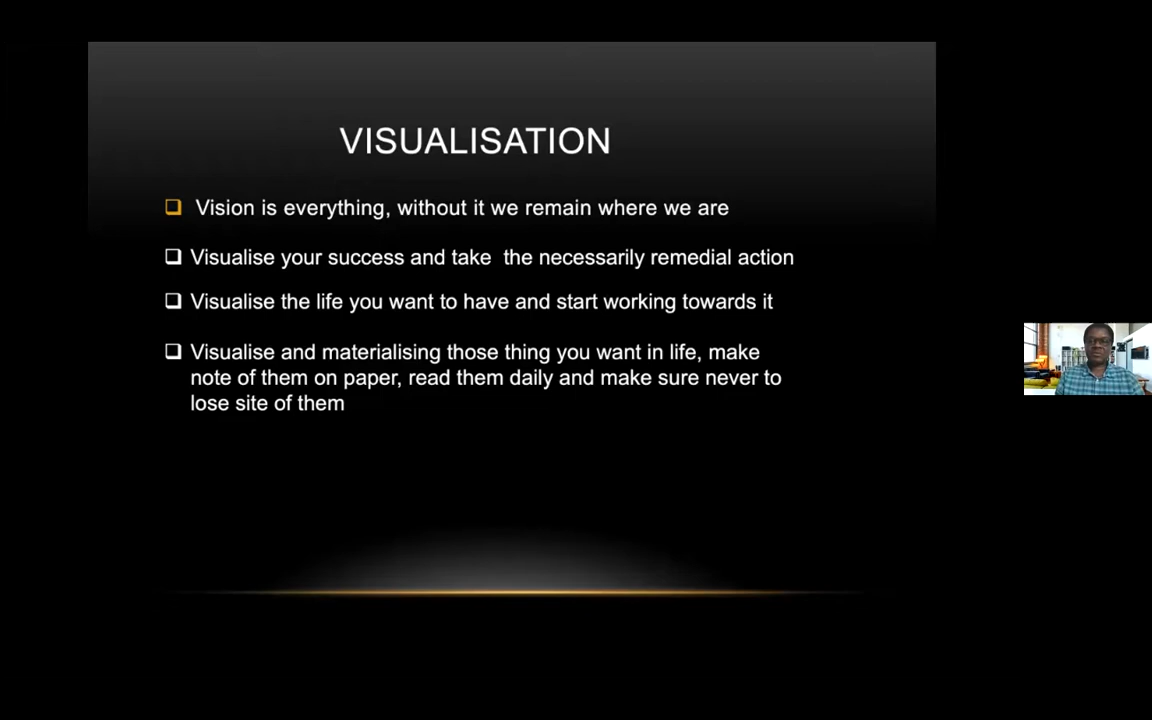 VISUALISATION
Vision is everything, without it we remain where we are
Visualise your success and take  the necessarily remedial action
Visualise the life you want to have and start working towards it
Visualise and materialising those thing you want in life, make
note of them on paper, read them daily and make sure never to
lose site of them